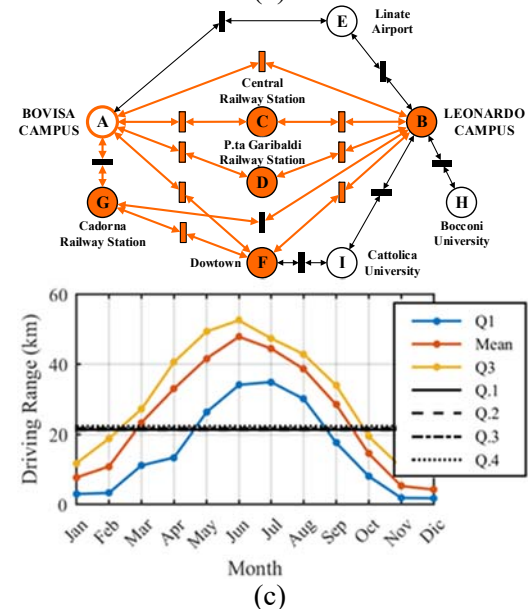 E
Linate
Airport
Central
Railway Station
BOVISA
CAMPUS
A
C
B
LEONARDO
CAMPUS
P.ta Garibaldi
Railway Station
D
G
H
Cadorna
Railway Station
Bocconi
University
F
I
Dowtown
Cattolica
University
Driving Range (km)
60
40
20
0
Jan
Feb
Mar
Apr
May
Jun
Jul
Aug
Sep
Oct
Nov
Dic
Month
Q1
Mean
Q3
Q.1
Q.2
Q.3
Q.4
(c)